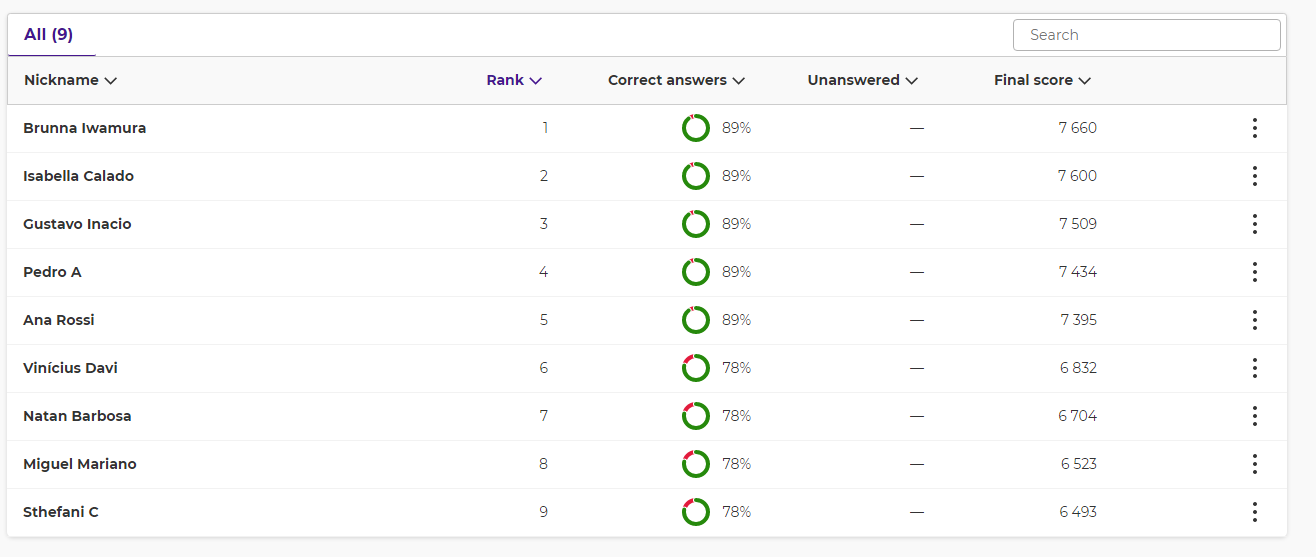 All (9) Search
Nickname Rank Correct answers Unanswered Final score
Brunna Iwamura 1 89% — 7 660
Isabella Calado 2 89% — 7 600
Gustavo Inacio 3 89% — 7 509
Pedro A 4 89% — 7 434
Ana Rossi 5 89% — 7 395
Vinícius Davi 6 78% — 6 832
Natan Barbosa 7 78% — 6 704
Miguel Mariano 8 78% — 6 523
Sthefani C 9 78% — 6 493